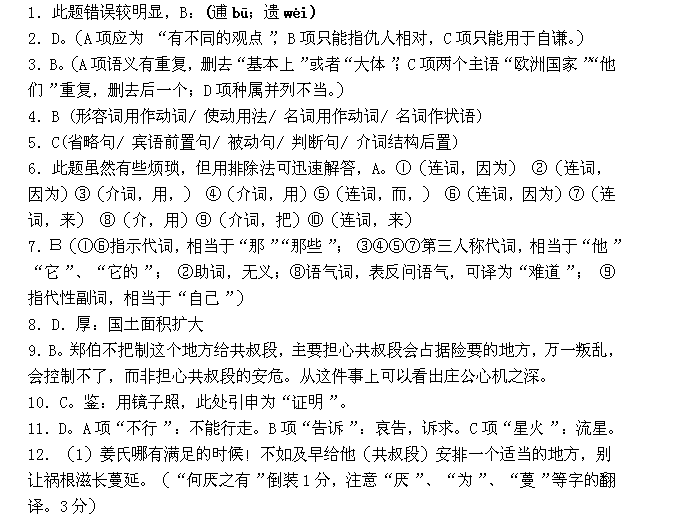 1. 此题错误较明显，B：(逋 bū；遗 wèi)
2. D。(A项应为 “有不同的观点”，B项只能指仇人相对，C项只能用于自谦。)
3. B。(A项语义有重复，删去“基本上”或者“大体”；C项两个主语“欧洲国家”“他
们”重复，删去后一个；D项种属并列不当。)
4. B (形容词用作动词/ 使动用法/ 名词用作动词/ 名词作状语)
5. C(省略句/ 宾语前置句/ 被动句/ 判断句/ 介词结构后置)
6. 此题虽然有些烦琐，但用排除法可迅速解答，A。①（连词，因为） ②（连词，
因为）③（介词，用，） ④（介词，用）⑤（连词，而，） ⑥（连词，因为）⑦（连
词，来） ⑧（介，用）⑨（介词，把）⑩（连词，来）
7. B（①⑥指示代词，相当于“那”“那些”； ③④⑤⑦第三人称代词，相当于“他”
“它”、“它的”； ②助词，无义；⑧语气词，表反问语气，可译为“难道”； ⑨
指代性副词，相当于“自己”）
8. D. 厚：国土面积扩大
9. B。郑伯不把制这个地方给共叔段，主要担心共叔段会占据险要的地方，万一叛乱，
会控制不了，而非担心共叔段的安危。从这件事上可以看出庄公心机之深。
10. C。鉴：用镜子照，此处引申为“证明”。
11. D。A项“不行”：不能行走。B项“告诉”：哀告，诉求。C项“星火”：流星。
12. （1）姜氏哪有满足的时候！不如及早给他（共叔段）安排一个适当的地方，别
让祸根滋长蔓延。（“何厌之有”倒装1分，注意“厌”、“为”、“蔓”等字的翻
译。3分）